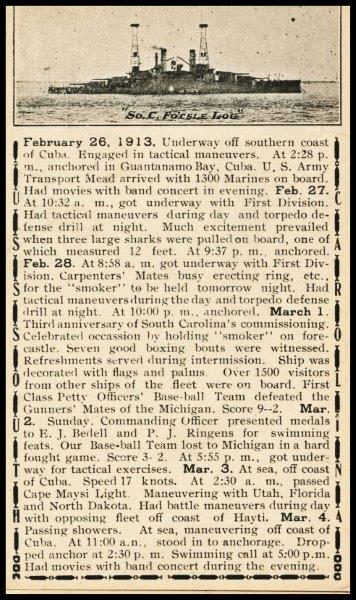 "So. C. Fo'csle Log"
February 26, 1913. Underway off southern coast
of Cuba. Engaged in tactical maneuvers. At 2:28 p.
m., anchored in Guantanamo Bay, Cuba. U. S. Army
Transport Mead arrived with 1300 Marines on board.
Had movies with band concert in evening. Feb. 27.
At 10:32 a. m., got underway with First Division.
Had tactical maneuvers during day and torpedo de-
fense drill at night. Much excitement prevailed
when three large sharks were pulled on board, one of
which measured 12 feet. At 9:37 p. m., anchored.
Feb. 28. At 8:58 a. m. got underway with First Div-
ision. Carpenters' Mates busy erecting ring, etc.,
for the "smoker" to be held tomorrow night. Had
tactical maneuvers during the day and torpedo defense
drill at night. At 10:00 p. m., anchored. March 1.
Third anniversary of South Carolina's commissioning.
Celebrated occasion by holding "smoker" on fore-
castle. Seven good boxing bouts were witnessed.
Refreshments served during intermission. Ship was
decorated with flags and palms. Over 1500 visitors
from other ships of the fleet were on board. First
Class Petty Officers' Base-ball Team defeated the
Gunners' Mates of the Michigan. Score 9--2. Mar.
2. Sunday. Commanding Officer presented medals
to E. J. Bedell and P. J. Ringens for swimming
feats. Our Base-ball Team lost to Michigan in a hard
fought game. Score 3- 2. At 5:55 p. m., got under-
way for tactical exercises. Mar. 3. At sea, off coast
of Cuba. Speed 17 knots. At 2:30 a. m., passed
Cape Maysi Light. Maneuvering with Utah, Florida
and North Dakota. Had battle maneuvers during day
with opposing fleet off coast of Hayti. Mar. 4.
Passing showers. At sea, maneuvering off coast of
Cuba. At 11:00 a.n., stood in to anchorage. Drop-
ped anchor at 2:30 p. m. Swimming call at 5:00 p.m.
Had movies with band concert during the evening.
U S S S O U T H
C A R O L I N A